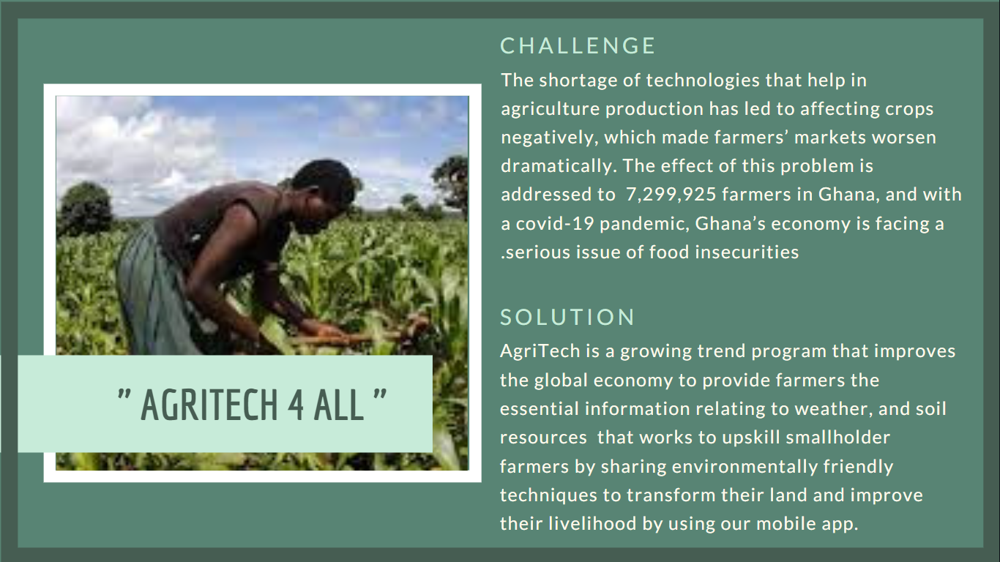 CHALLENGE
The shortage of technologies that help in
agriculture production has led to affecting crops
negatively, which made farmers’ markets worsen
dramatically. The effect of this problem is
addressed to  7,299,925 farmers in Ghana, and with
a covid-19 pandemic, Ghana’s economy is facing a
.serious issue of food insecurities
SOLUTION
AgriTech is a growing trend program that improves
the global economy to provide farmers the
essential information relating to weather, and soil
resources  that works to upskill smallholder
farmers by sharing environmentally friendly
techniques to transform their land and improve
their livelihood by using our mobile app.
” AGRITECH 4 ALL ”